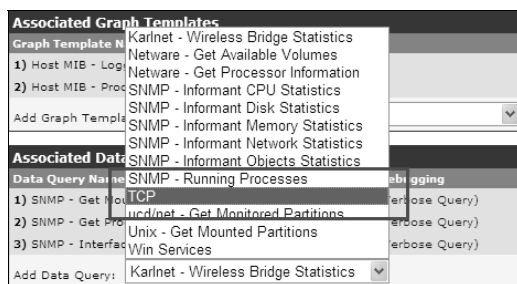 Associated Graph Templates
Graph Template N
1) Host MIB - Log
2) Host MIB - Proc
Add Graph Templa
Karlnet - Wireless Bridge Statistics
Netware - Get Available Volumes
Netware - Get Processor Information
SNMP - Informant CPU Statistics
SNMP - Informant Disk Statistics
SNMP - Informant Memory Statistics
SNMP - Informant Network Statistics
SNMP - Informant Objects Statistics
SNMP - Running Processes
TCP
ucd/net - Get Monitored Partitions
Unix - Get Mounted Partitions
Win Services
Associated Data
Data Query Name ebugging
1) SNMP - Get Mou erbose Query)
2) SNMP - Get Pro erbose Query)
3) SNMP - Interfac erbose Query)
Add Data Query: Karlnet - Wireless Bridge Statistics